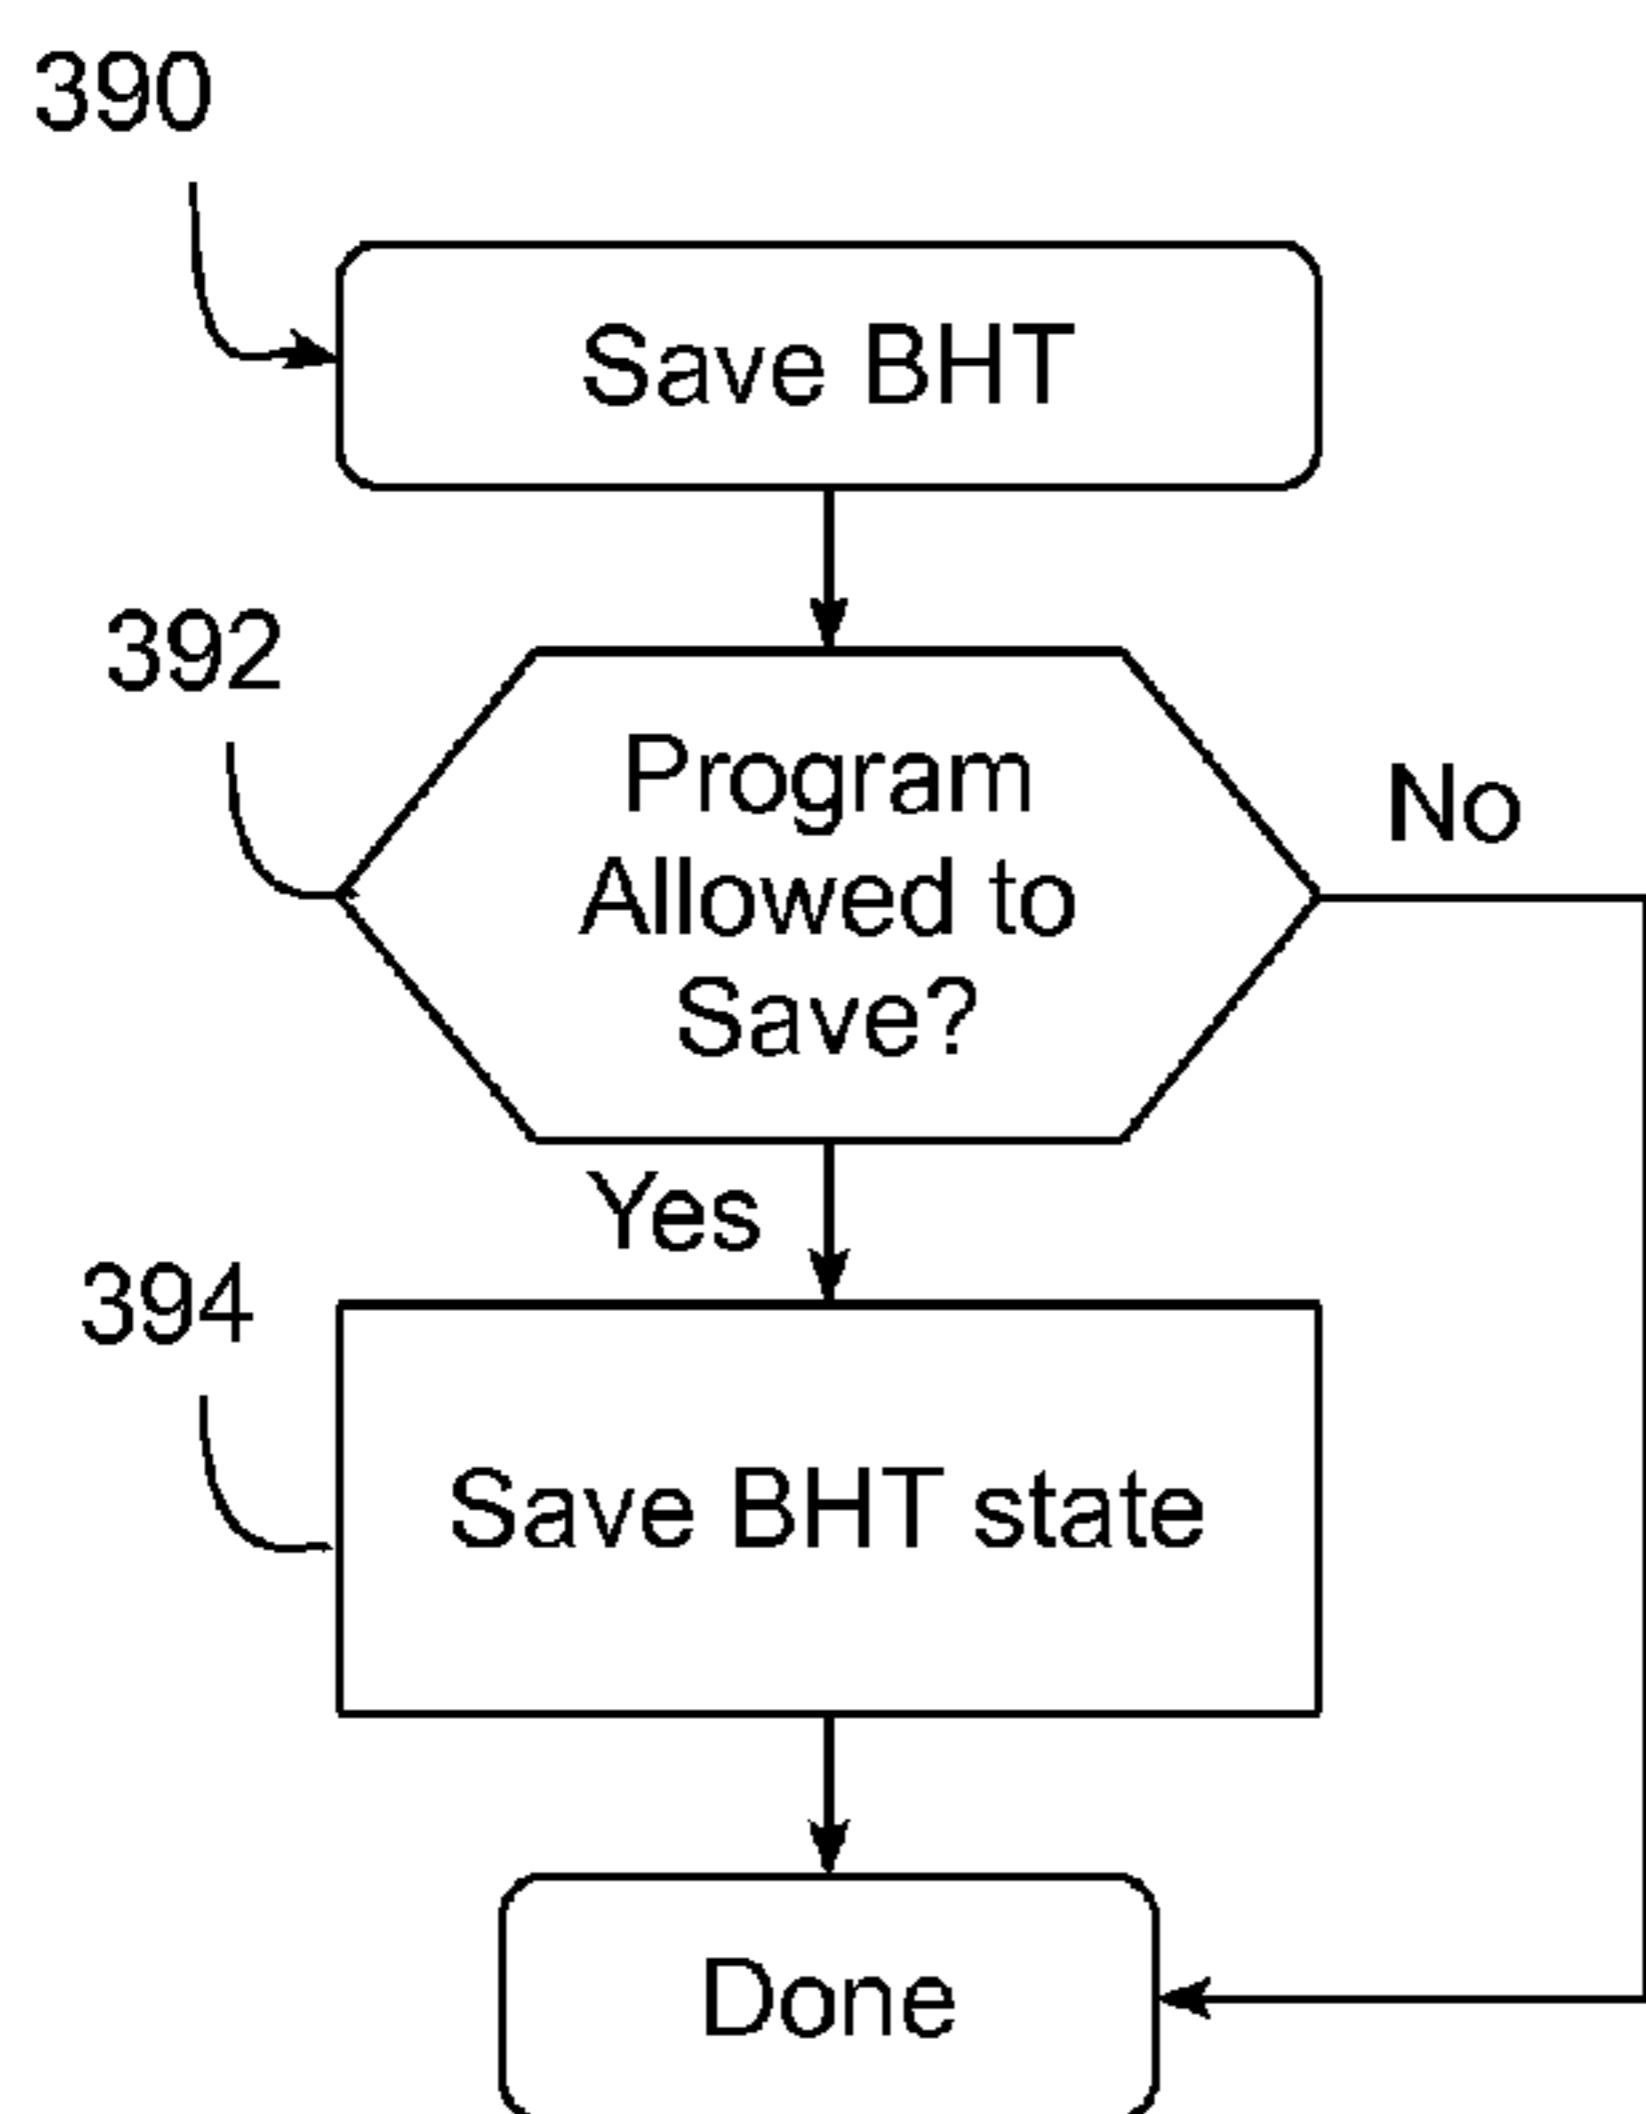 390
Save BHT
392
Program
Allowed to
Save?
No
Yes
394
Save BHT state
Done